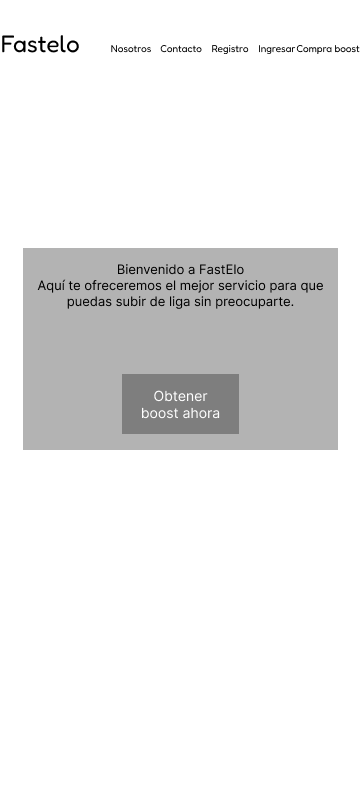 Fastelo
Nosotros Contacto Registro Ingresar Compra boost
Bienvenido a FastElo
Aquí te ofreceremos el mejor servicio para que
puedas subir de liga sin preocuparte.
Obtener
boost ahora